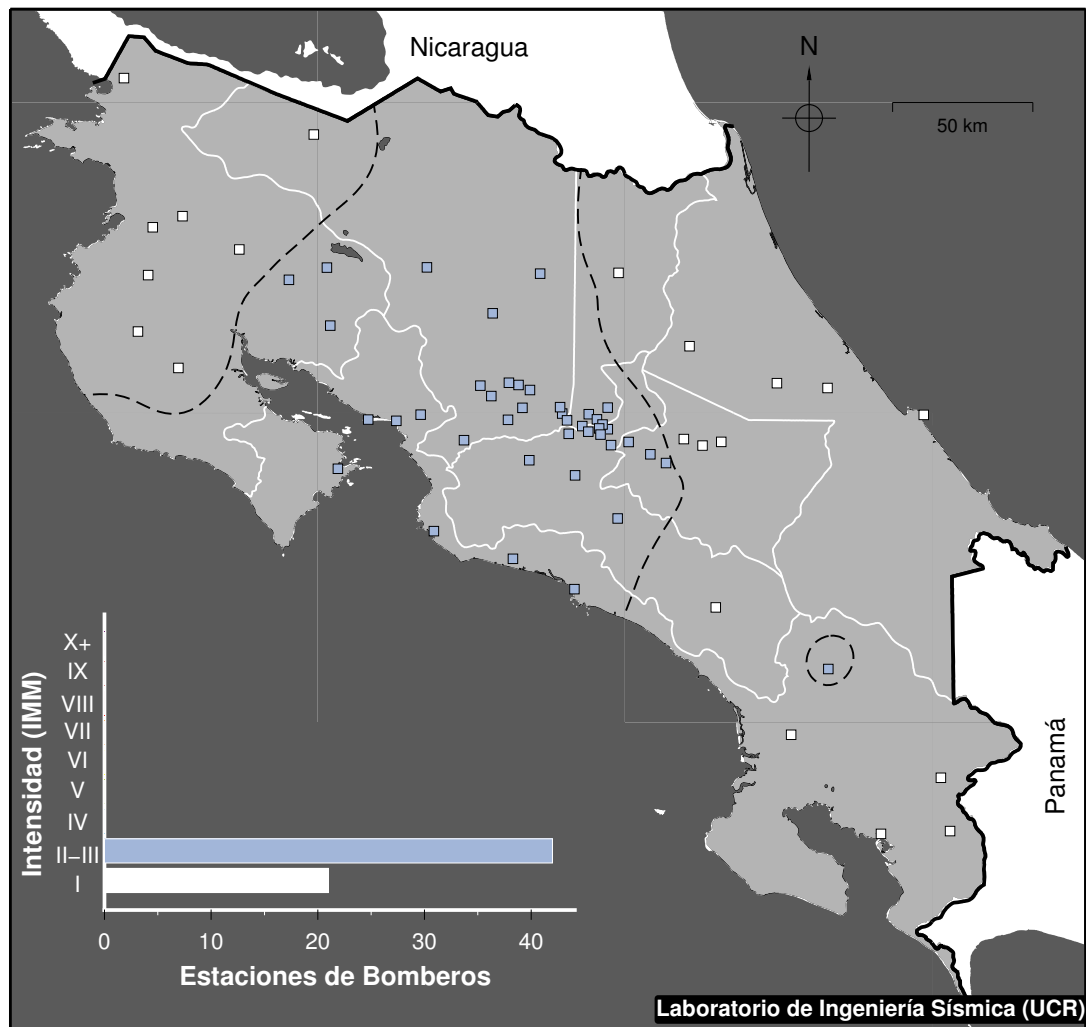 Nicaragua
N
50 km
Panamá
Intensidad (IMM)
X+
IX
VIII
VII
VI
V
IV
II–III
I
0 10 20 30 40
Estaciones de Bomberos
Laboratorio de Ingeniería Sísmica (UCR)